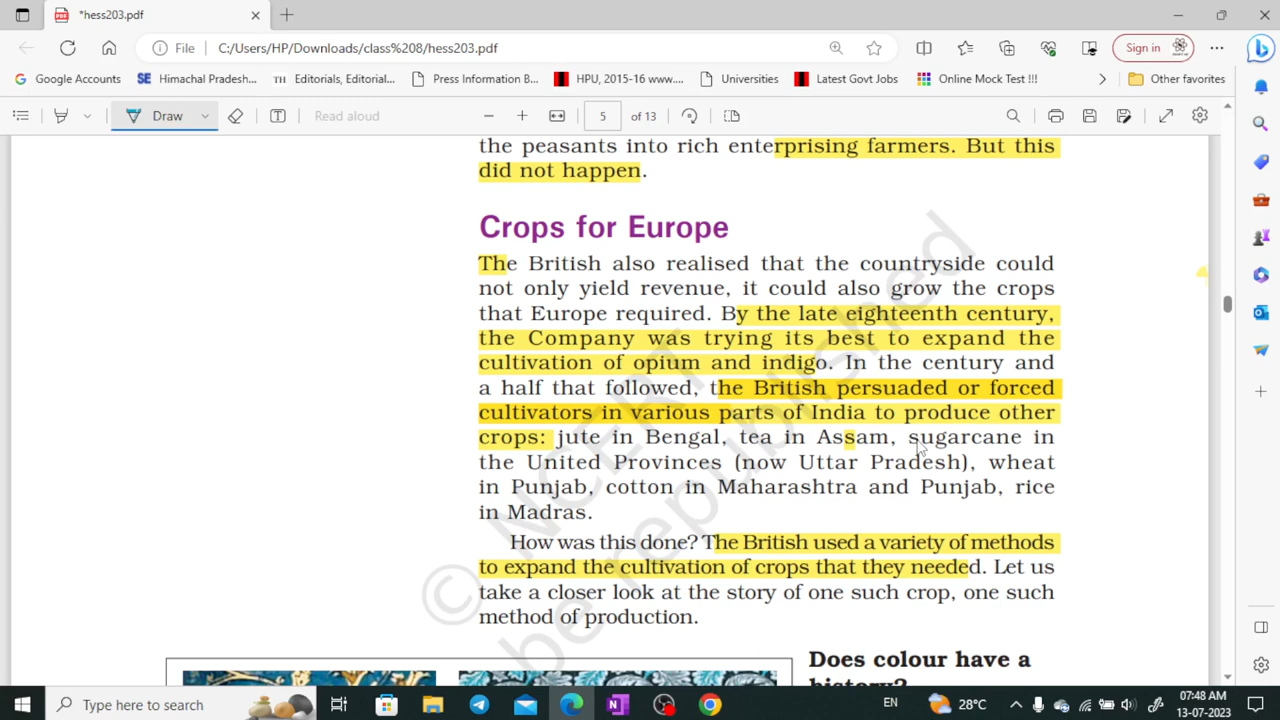 *hess203.pdf
File C:/Users/HP/Downloads/class%208/hess203.pdf Sign in
Google Accounts SE Himachal Pradesh... TH Editorials, Editorial... Press Information B... HPU, 2015-16 www.... Universities Latest Govt Jobs Online Mock Test !!! Other favorites
Draw Read aloud 5 of 13
the peasants into rich enterprising farmers. But this
did not happen.
Crops for Europe
The British also realised that the countryside could
not only yield revenue, it could also grow the crops
that Europe required. By the late eighteenth century,
the Company was trying its best to expand the
cultivation of opium and indigo. In the century and
a half that followed, the British persuaded or forced
cultivators in various parts of India to produce other
crops: jute in Bengal, tea in Assam, sugarcane in
the United Provinces (now Uttar Pradesh), wheat
in Punjab, cotton in Maharashtra and Punjab, rice
in Madras.
How was this done? The British used a variety of methods
to expand the cultivation of crops that they needed. Let us
take a closer look at the story of one such crop, one such
method of production.
© NCERT
be republished
Does colour have a
history?
Type here to search EN 28°C 07:48 AM
13-07-2023